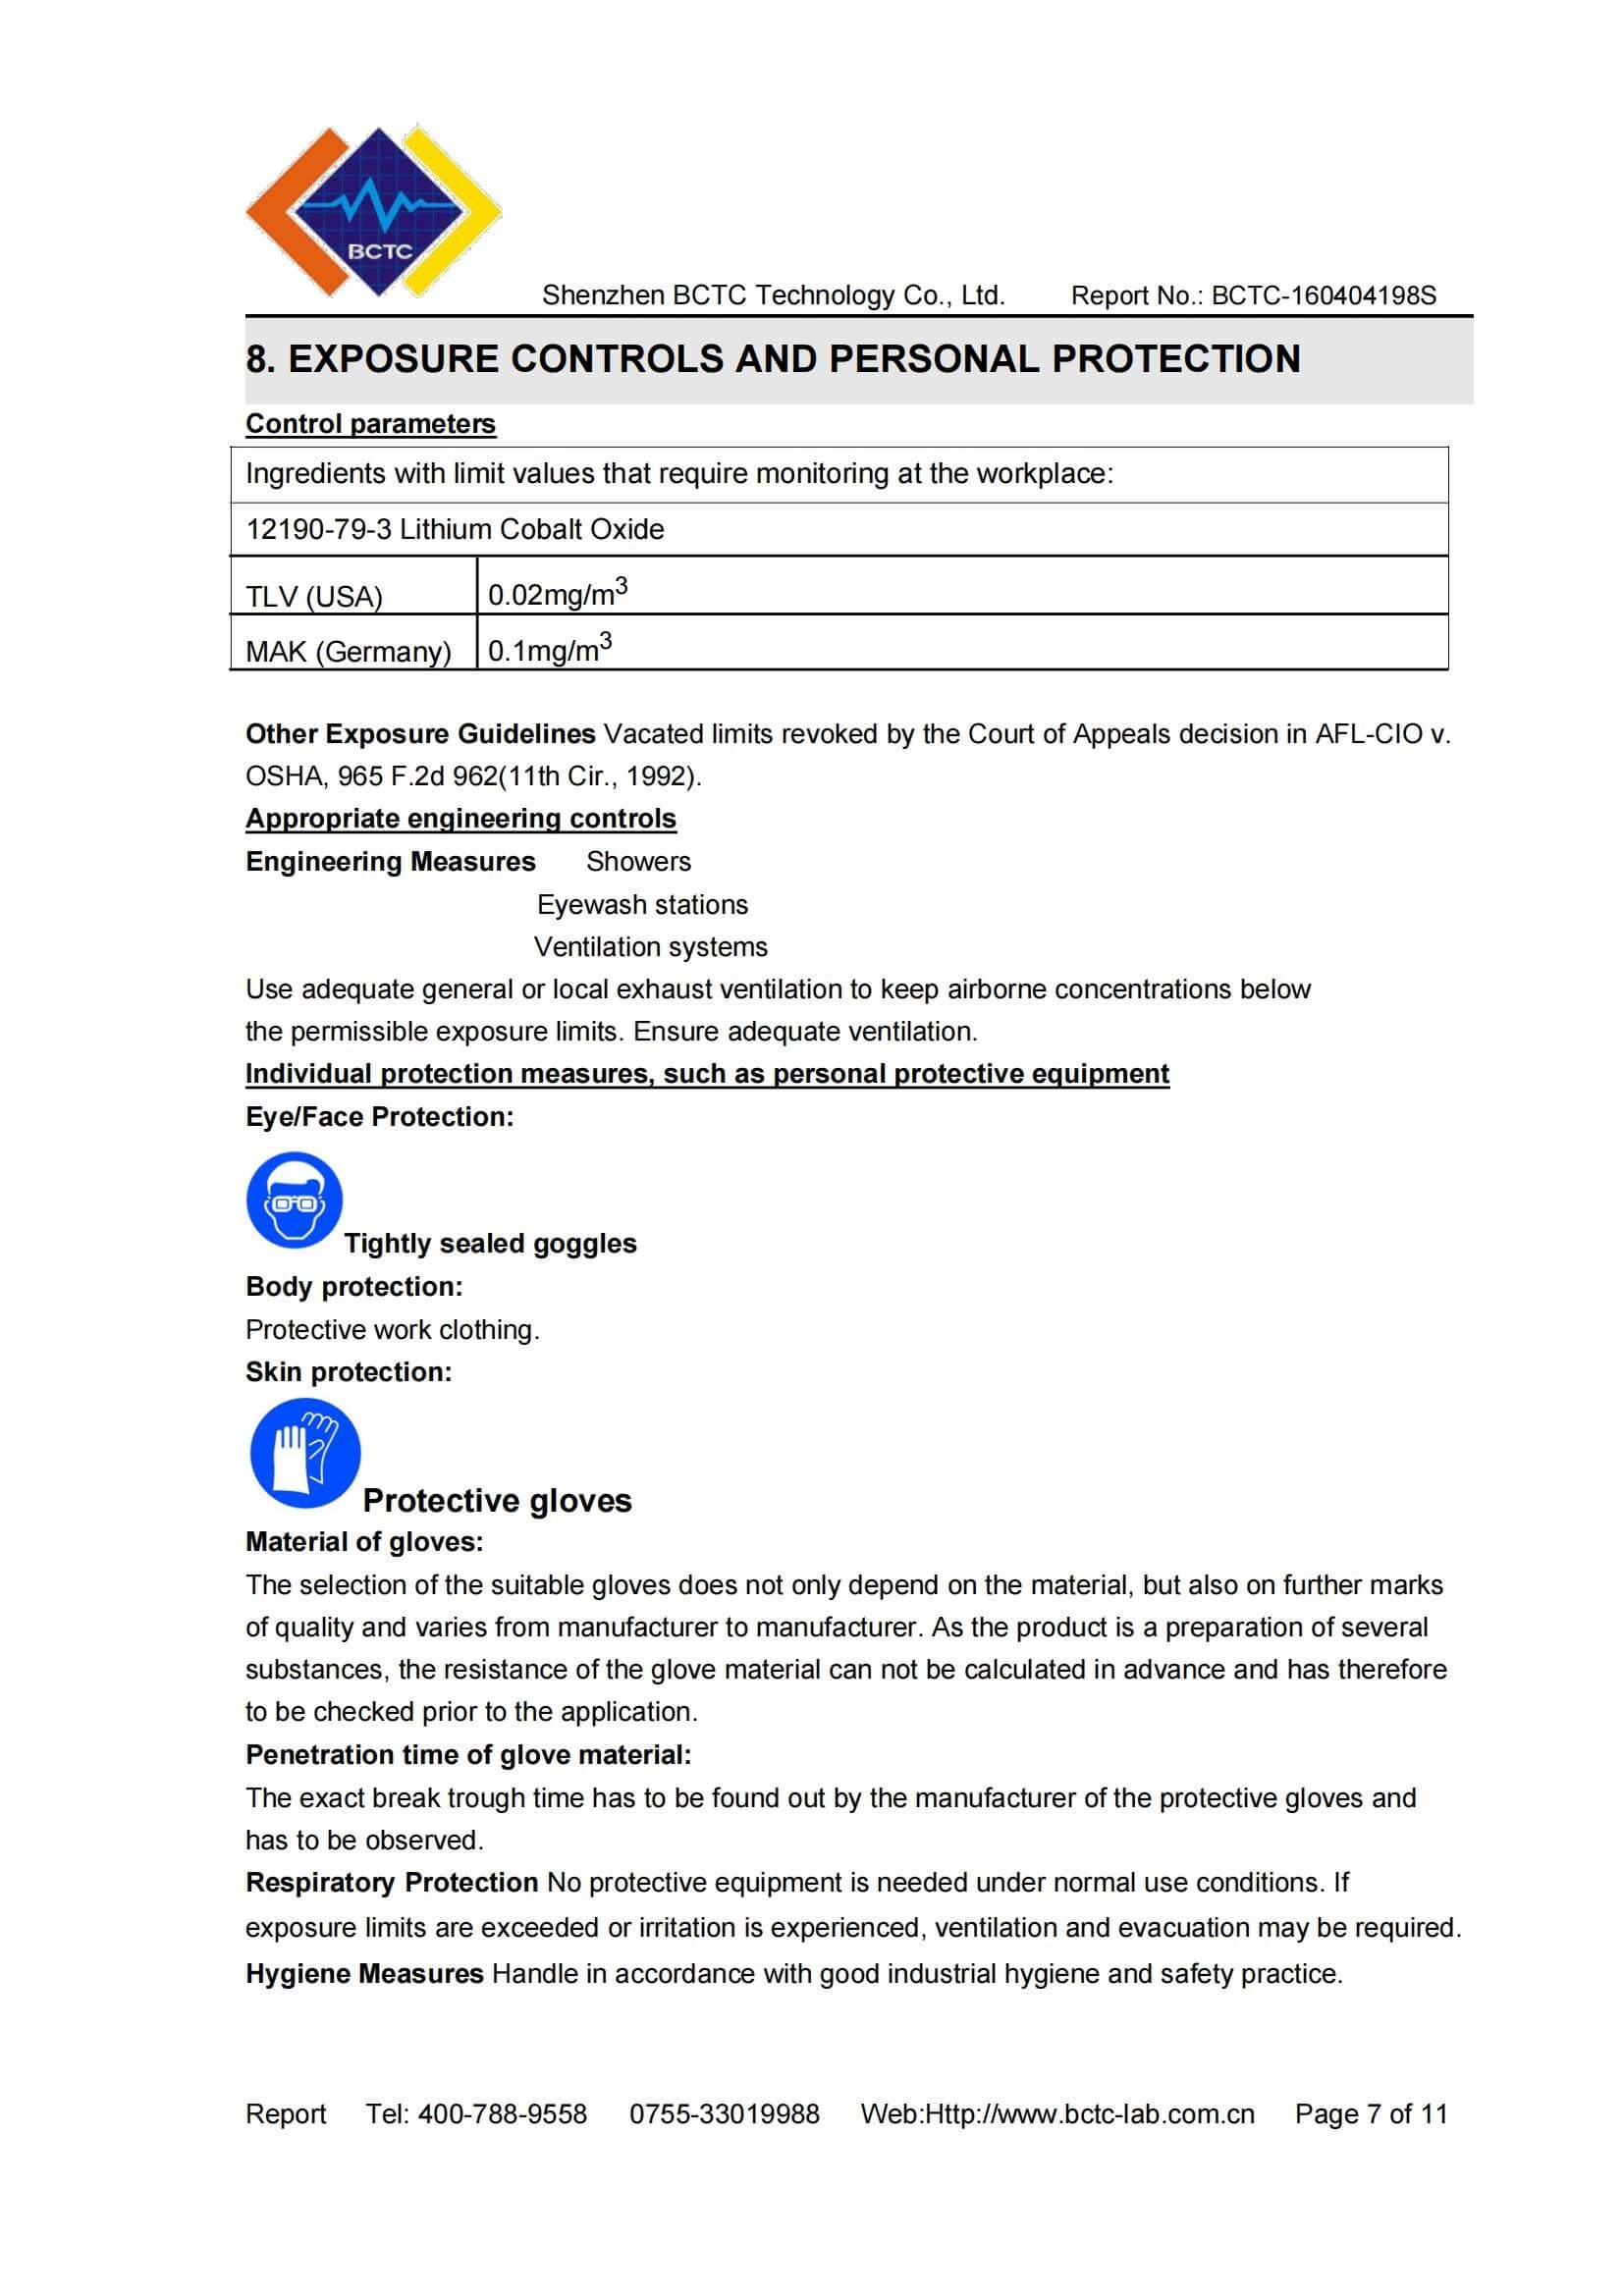 BCTC
Shenzhen BCTC Technology Co., Ltd. Report No.: BCTC-160404198S
8. EXPOSURE CONTROLS AND PERSONAL PROTECTION
Control parameters
Ingredients with limit values that require monitoring at the workplace:
12190-79-3 Lithium Cobalt Oxide
TLV (USA) 0.02mg/m³
MAK (Germany) 0.1mg/m³
Other Exposure Guidelines Vacated limits revoked by the Court of Appeals decision in AFL-CIO v.
OSHA, 965 F.2d 962(11th Cir., 1992).
Appropriate engineering controls
Engineering Measures Showers
Eyewash stations
Ventilation systems
Use adequate general or local exhaust ventilation to keep airborne concentrations below
the permissible exposure limits. Ensure adequate ventilation.
Individual protection measures, such as personal protective equipment
Eye/Face Protection:
Tightly sealed goggles
Body protection:
Protective work clothing.
Skin protection:
Protective gloves
Material of gloves:
The selection of the suitable gloves does not only depend on the material, but also on further marks
of quality and varies from manufacturer to manufacturer. As the product is a preparation of several
substances, the resistance of the glove material can not be calculated in advance and has therefore
to be checked prior to the application.
Penetration time of glove material:
The exact break trough time has to be found out by the manufacturer of the protective gloves and
has to be observed.
Respiratory Protection No protective equipment is needed under normal use conditions. If
exposure limits are exceeded or irritation is experienced, ventilation and evacuation may be required.
Hygiene Measures Handle in accordance with good industrial hygiene and safety practice.
Report Tel: 400-788-9558 0755-33019988 Web:Http://www.bctc-lab.com.cn Page 7 of 11